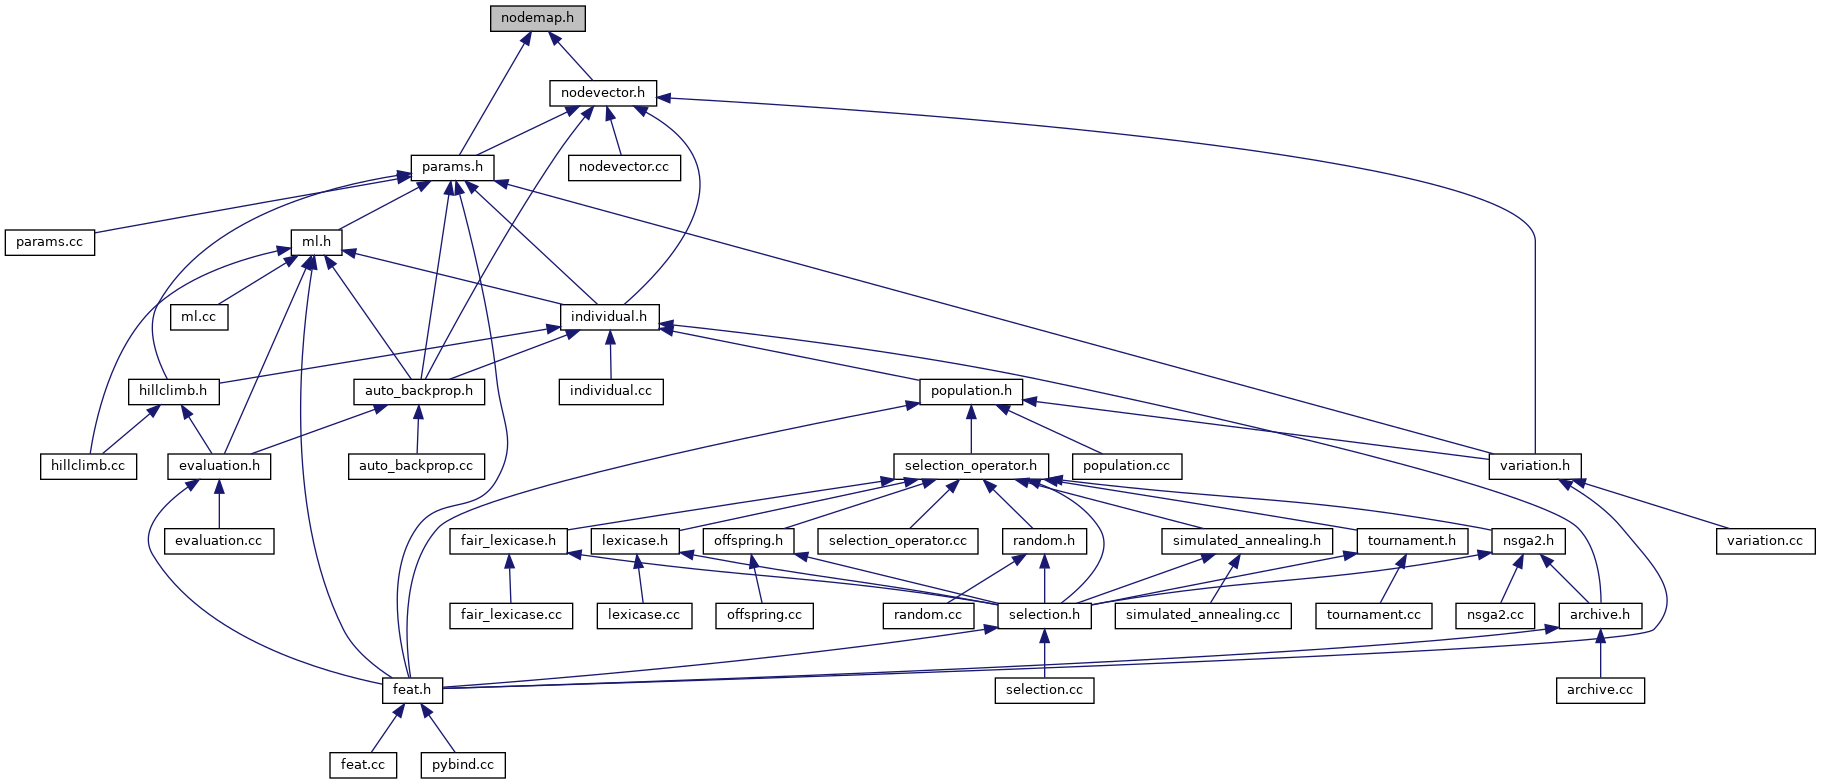 nodemap.h
nodevector.h
params.h
nodevector.cc
params.cc
ml.h
ml.cc
individual.h
hillclimb.h
auto_backprop.h
individual.cc
population.h
hillclimb.cc
evaluation.h
auto_backprop.cc
selection_operator.h
population.cc
variation.h
evaluation.cc
fair_lexicase.h
lexicase.h
offspring.h
selection_operator.cc
random.h
simulated_annealing.h
tournament.h
nsga2.h
variation.cc
fair_lexicase.cc
lexicase.cc
offspring.cc
random.cc
selection.h
simulated_annealing.cc
tournament.cc
nsga2.cc
archive.h
feat.h
selection.cc
archive.cc
feat.cc
pybind.cc